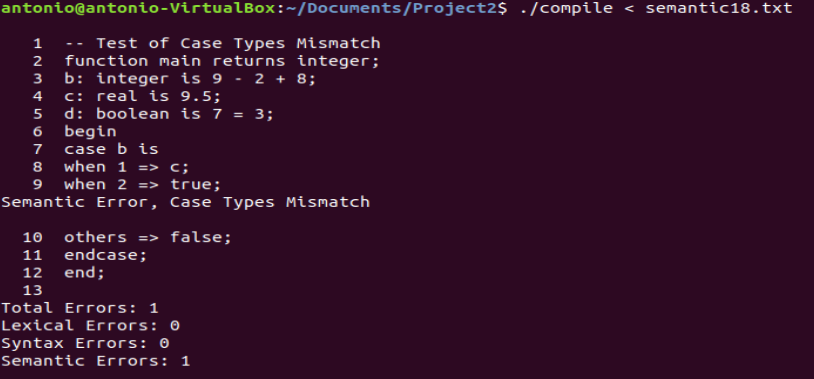 antonio@antonio-VirtualBox:~/Documents/Project2$ ./compile < semantic18.txt
1 -- Test of Case Types Mismatch
2 function main returns integer;
3 b: integer is 9 - 2 + 8;
4 c: real is 9.5;
5 d: boolean is 7 = 3;
6 begin
7 case b is
8 when 1 => c;
9 when 2 => true;
Semantic Error, Case Types Mismatch
10 others => false;
11 endcase;
12 end;
13
Total Errors: 1
Lexical Errors: 0
Syntax Errors: 0
Semantic Errors: 1